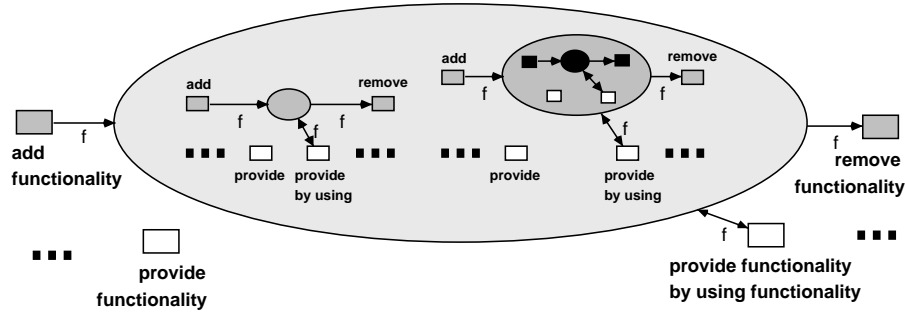 add
remove
f
f
f
provide
provide
by using
add
remove
f
f
f
provide
provide
by using
f
add
functionality
f
remove
functionality
provide
functionality
f
provide functionality
by using functionality